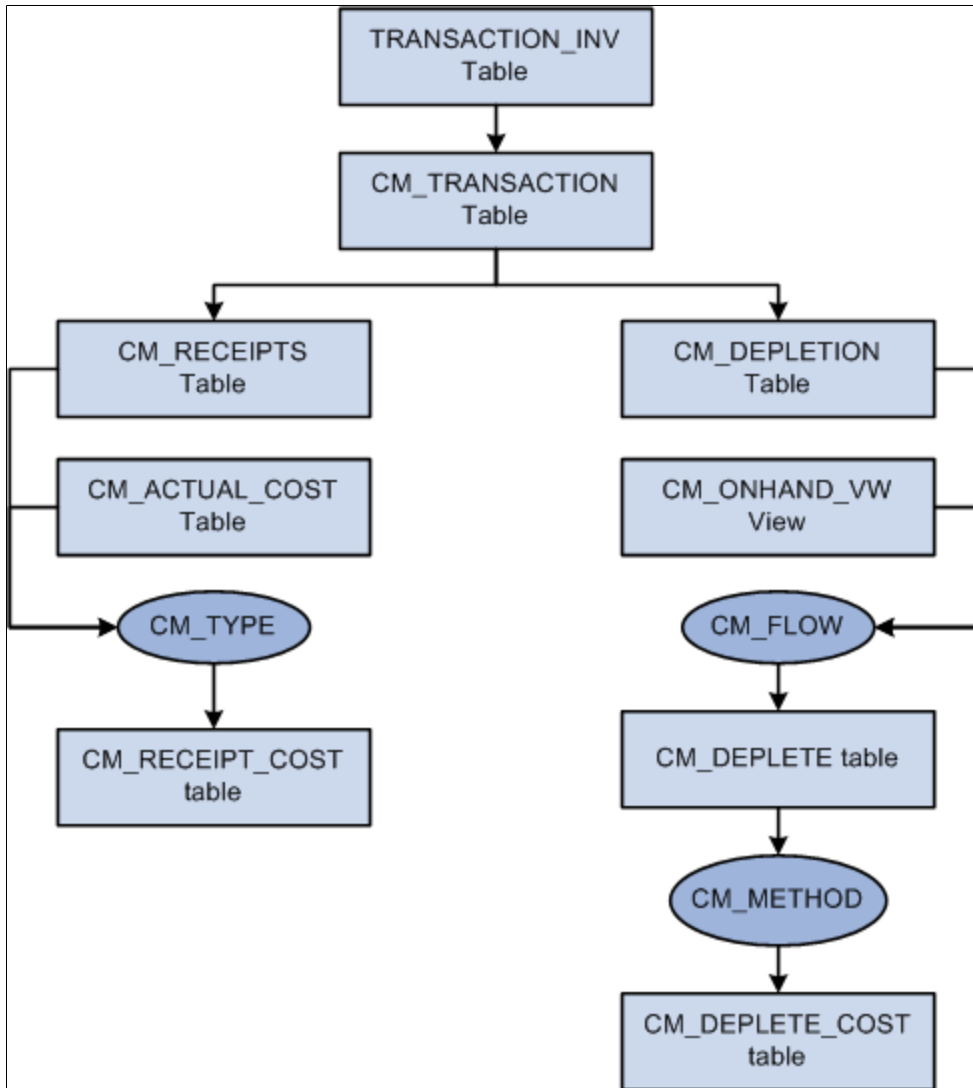 TRANSACTION_INV
Table
CM_TRANSACTION
Table
CM_RECEIPTS
Table
CM_DEPLETION
Table
CM_ACTUAL_COST
Table
CM_ONHAND_VW
View
CM_TYPE
CM_FLOW
CM_RECEIPT_COST
table
CM_DEPLETE table
CM_METHOD
CM_DEPLETE_COST
table